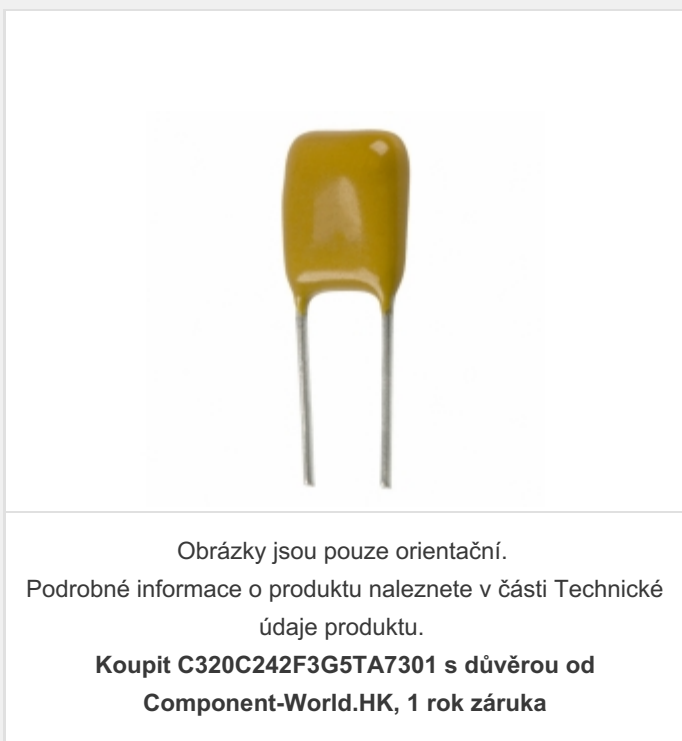 Obrázky jsou pouze orientační.
Podrobné informace o produktu naleznete v části Technické
údaje produktu.
Koupit C320C242F3G5TA7301 s důvěrou od
Component-World.HK, 1 rok záruka